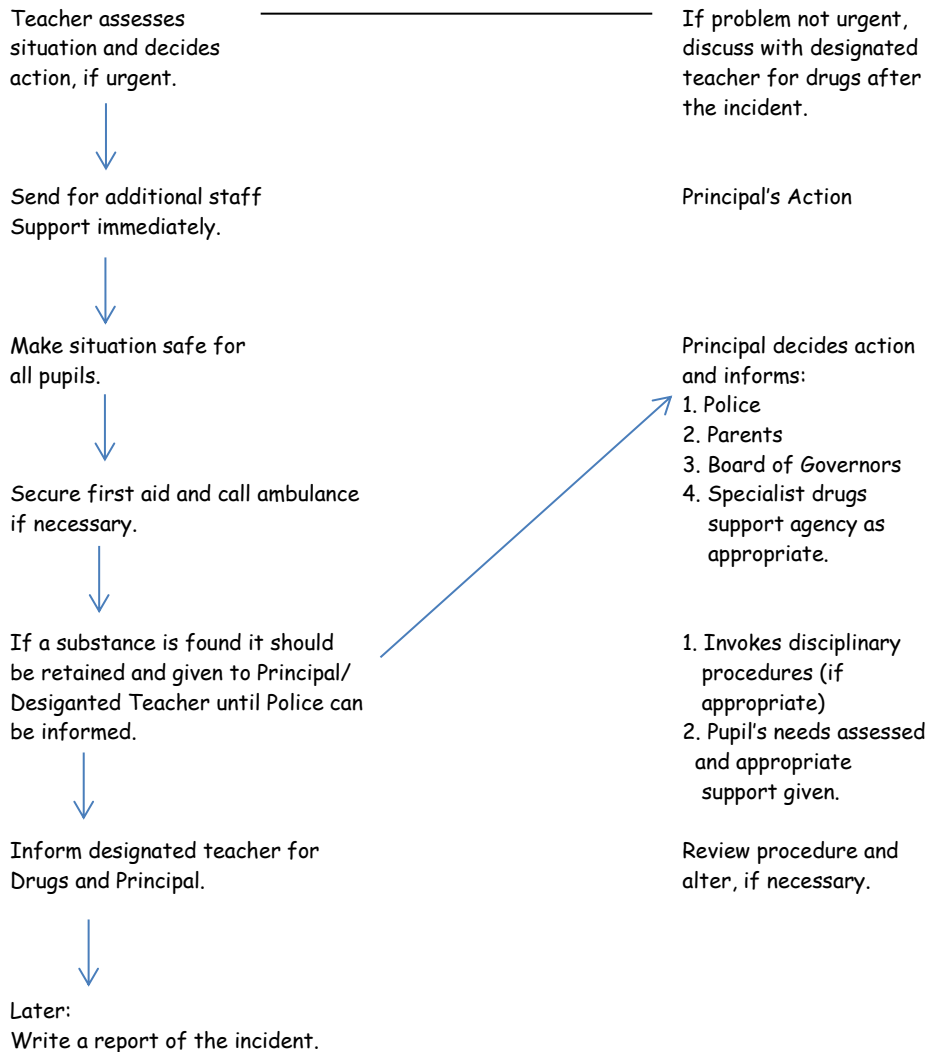 Teacher assesses
situation and decides
action, if urgent.
If problem not urgent,
discuss with designated
teacher for drugs after
the incident.
Send for additional staff
Support immediately.
Principal's Action
Make situation safe for
all pupils.
Principal decides action
and informs:
1. Police
2. Parents
3. Board of Governors
4. Specialist drugs
support agency as
appropriate.
Secure first aid and call ambulance
if necessary.
If a substance is found it should
be retained and given to Principal/
Desiganted Teacher until Police can
be informed.
1. Invokes disciplinary
procedures (if
appropriate)
2. Pupil's needs assessed
and appropriate
support given.
Inform designated teacher for
Drugs and Principal.
Review procedure and
alter, if necessary.
Later:
Write a report of the incident.